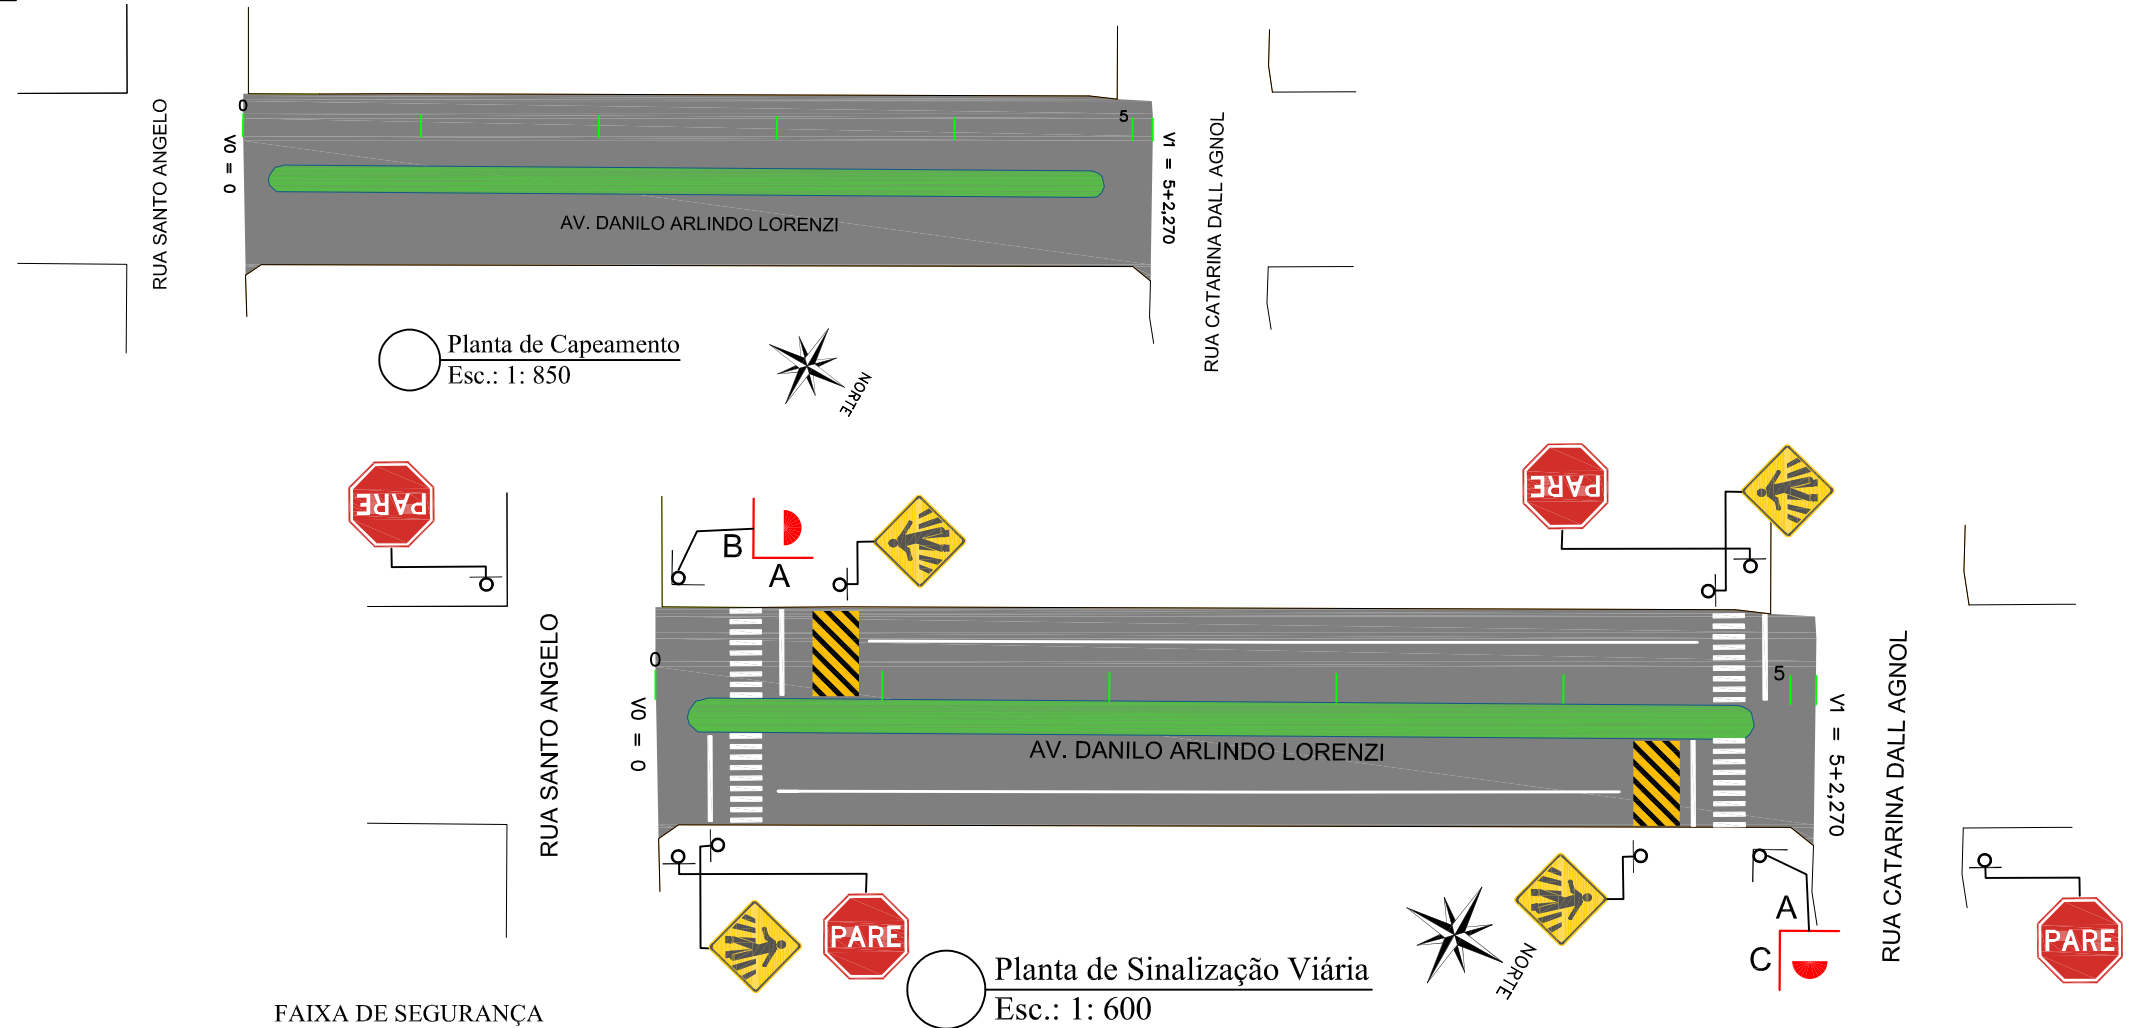 0
5
V0 = 0
V1 = 5+2,270
RUA SANTO ANGELO
RUA CATARINA DALL AGNOL
AV. DANILO ARLINDO LORENZI
Planta de Capeamento
Esc.: 1: 850
NORTE
PARE
PARE
B
A
RUA SANTO ANGELO
0
5
V0 = 0
V1 = 5+2,270
AV. DANILO ARLINDO LORENZI
RUA CATARINA DALL AGNOL
A
C
PARE
PARE
NORTE
Planta de Sinalização Viária
Esc.: 1: 600
FAIXA DE SEGURANÇA